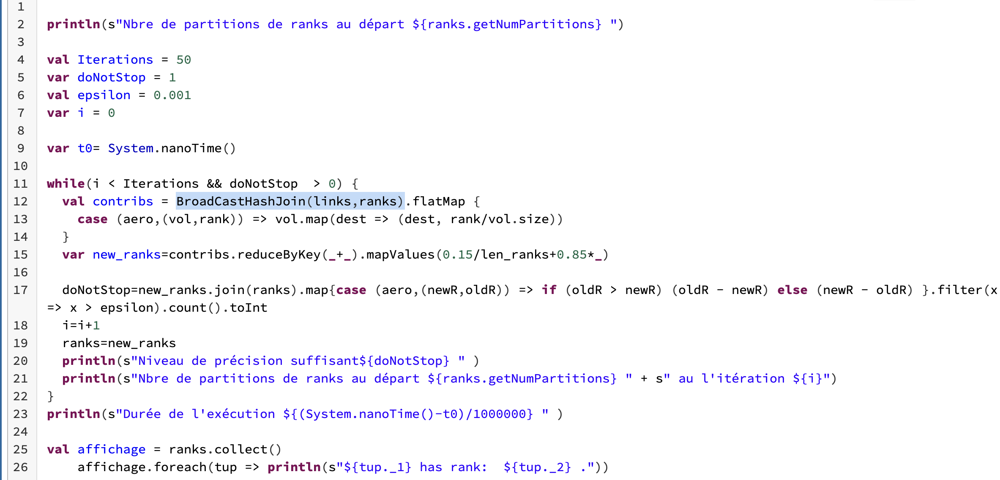 1
2 println(s"Nbre de partitions de ranks au départ ${ranks.getNumPartitions} ")
3
4 val Iterations = 50
5 var doNotStop = 1
6 val epsilon = 0.001
7 var i = 0
8
9 var t0= System.nanoTime()
10
11 while(i < Iterations && doNotStop  > 0) {
12   val contribs = BroadCastHashJoin(links,ranks).flatMap {
13     case (aero,(vol,rank)) => vol.map(dest => (dest, rank/vol.size))
14   }
15   var new_ranks=contribs.reduceByKey(_+_).mapValues(0.15/len_ranks+0.85*_)
16
17   doNotStop=new_ranks.join(ranks).map{case (aero,(newR,oldR)) => if (oldR > newR) (oldR - newR) else (newR - oldR) }.filter(x
=> x > epsilon).count().toInt
18   i=i+1
19   ranks=new_ranks
20   println(s"Niveau de précision suffisant${doNotStop} " )
21   println(s"Nbre de partitions de ranks au départ ${ranks.getNumPartitions} " + s" au l'itération ${i}")
22 }
23 println(s"Durée de l'exécution ${(System.nanoTime()-t0)/1000000} " )
24
25 val affichage = ranks.collect()
26     affichage.foreach(tup => println(s"${tup._1} has rank:  ${tup._2} ."))